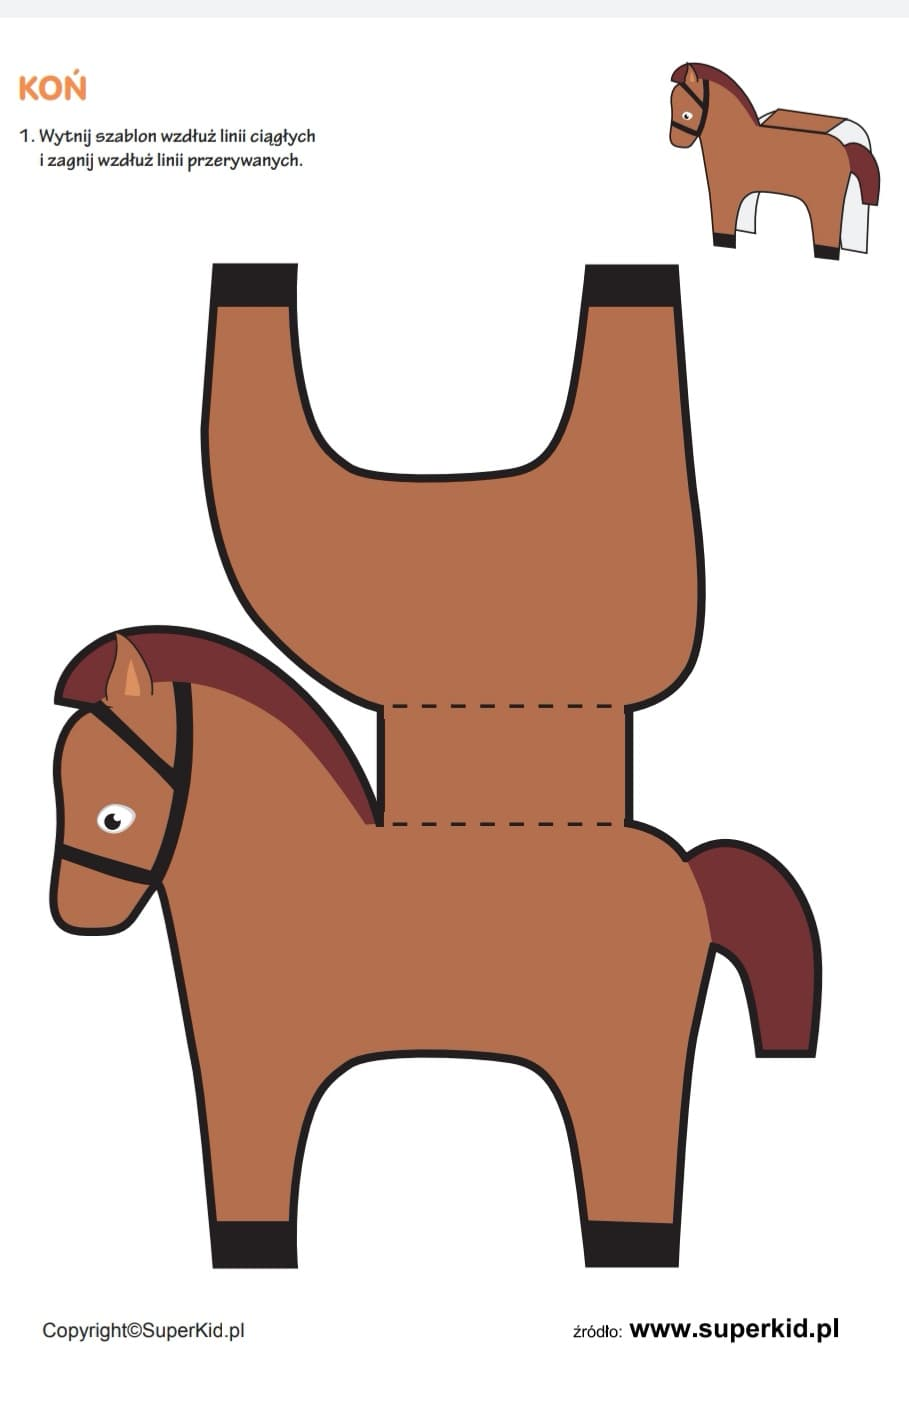 KOŃ
1. Wytnij szablon wzdłuż linii ciągłych
i zagnij wzdłuż linii przerywanych.
Copyright©SuperKid.pl
źródło: www.superkid.pl